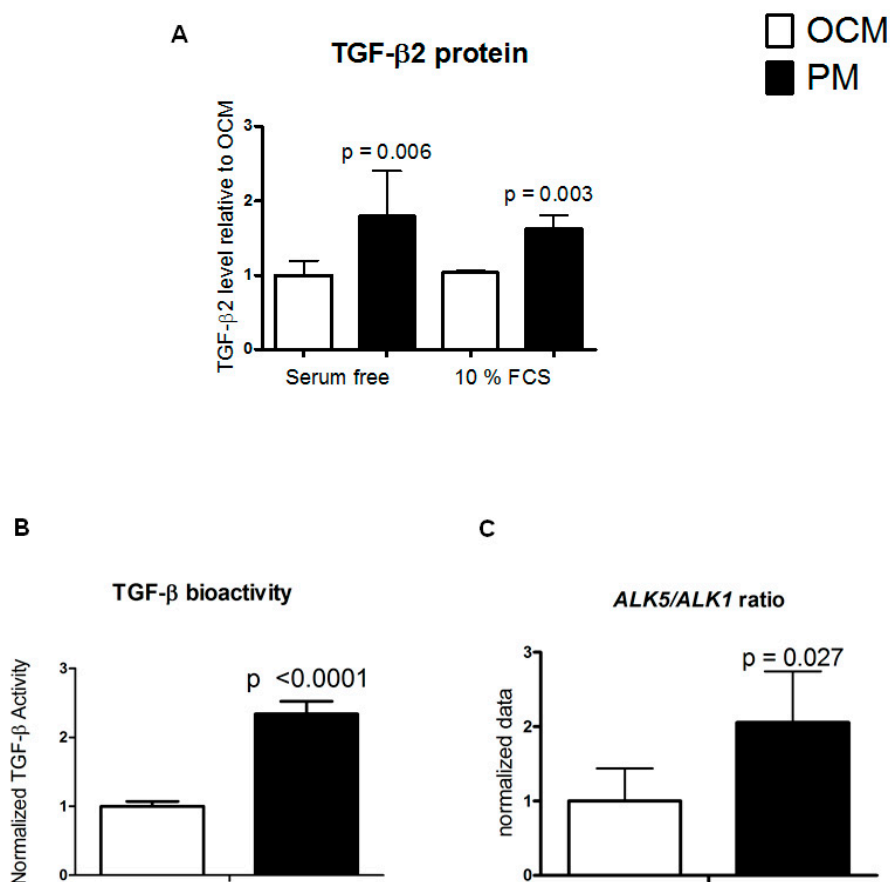 A
TGF-β2 protein
OCM
PM
TGF-β2 level relative to OCM
3
2
1
0
p = 0.006
p = 0.003
Serum free
10 % FCS
B
TGF-β bioactivity
Normalized TGF-β Activity
3
2
1
0
p <0.0001
C
ALK5/ALK1 ratio
normalized data
3
2
1
0
p = 0.027